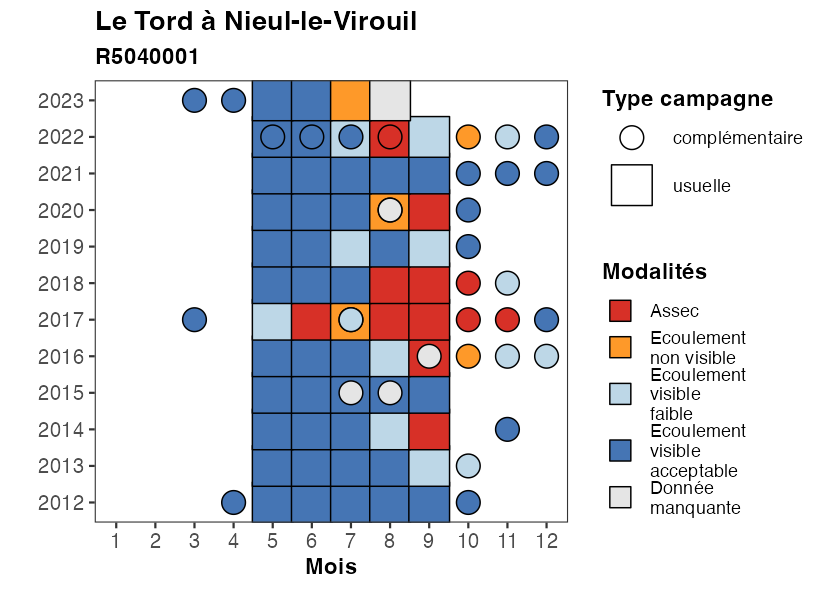 Le Tord à Nieul-le-Virouil
R5040001
2023
2022
2021
2020
2019
2018
2017
2016
2015
2014
2013
2012
1 2 3 4 5 6 7 8 9 10 11 12
Mois
Type campagne
complémentaire
usuelle
Modalités
Assec
Ecoulement
non visible
Ecoulement
visible
faible
Ecoulement
visible
acceptable
Donnée
manquante